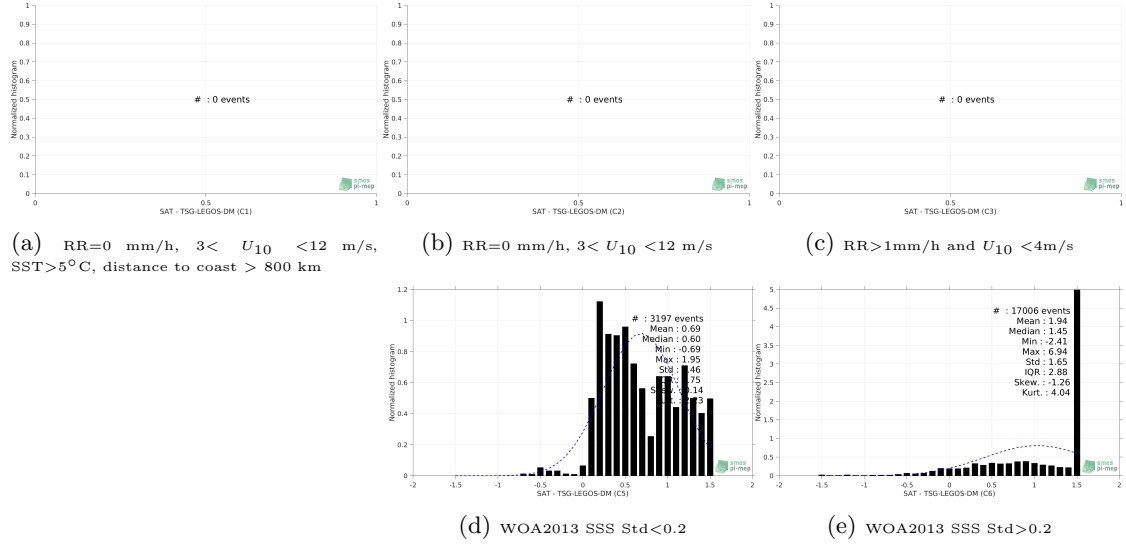 1
0.9
0.8
0.7
0.6
0.5
0.4
0.3
0.2
0.1
0
Normalized histogram
# : 0 events
smos
pi-mep
0 0.5 1
SAT - TSG-LEGOS-DM (C1)
(a) RR=0 mm/h, 3< U10 <12 m/s,
SST>5°C, distance to coast > 800 km
1
0.9
0.8
0.7
0.6
0.5
0.4
0.3
0.2
0.1
0
Normalized histogram
# : 0 events
smos
pi-mep
0 0.5 1
SAT - TSG-LEGOS-DM (C2)
(b) RR=0 mm/h, 3< U10 <12 m/s
1
0.9
0.8
0.7
0.6
0.5
0.4
0.3
0.2
0.1
0
Normalized histogram
# : 0 events
smos
pi-mep
0 0.5 1
SAT - TSG-LEGOS-DM (C3)
(c) RR>1mm/h and U10 <4m/s
1.2
1
0.8
0.6
0.4
0.2
0
Normalized histogram
# : 3197 events
Mean : 0.69
Median : 0.60
Min : -0.69
Max : 1.95
Std :
Skew. :
smos
pi-mep
-2 -1.5 -1 -0.5 0 0.5 1 1.5 2
SAT - TSG-LEGOS-DM (C5)
(d) WOA2013 SSS Std<0.2
5
4.5
4
3.5
3
2.5
2
1.5
1
0.5
0
Normalized histogram
# : 17006 events
Mean : 1.94
Median : 1.45
Min : -2.41
Max : 6.94
Std : 1.65
IQR : 2.88
Skew. : -1.26
Kurt. : 4.04
smos
pi-mep
-2 -1.5 -1 -0.5 0 0.5 1 1.5 2
SAT - TSG-LEGOS-DM (C6)
(e) WOA2013 SSS Std>0.2